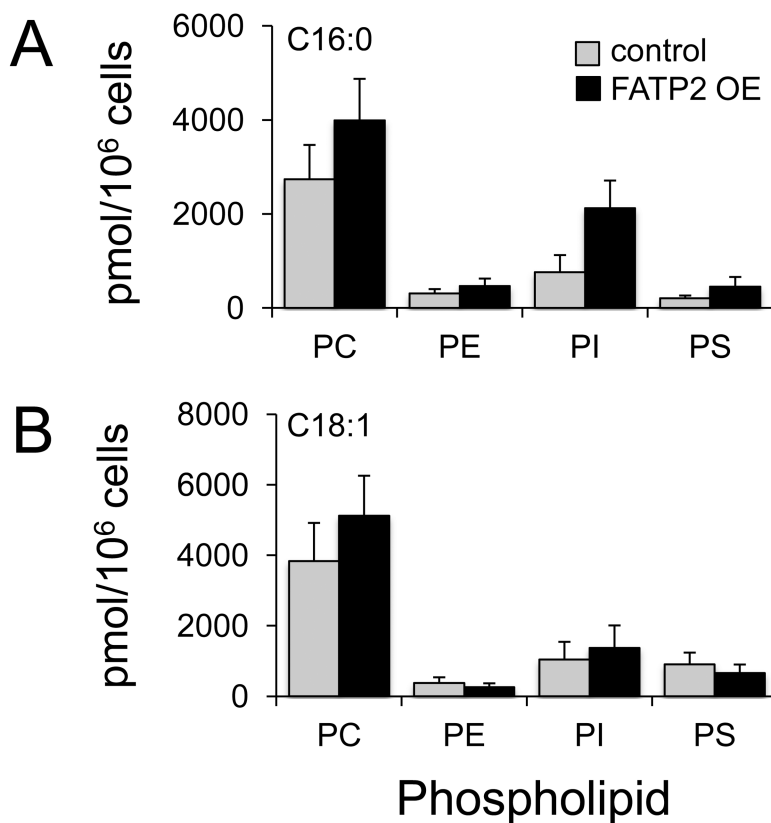 A
C16:0
control
FATP2 OE
pmol/10⁶ cells
6000
4000
2000
0
PC PE PI PS
B
C18:1
pmol/10⁶ cells
8000
6000
4000
2000
0
PC PE PI PS
Phospholipid